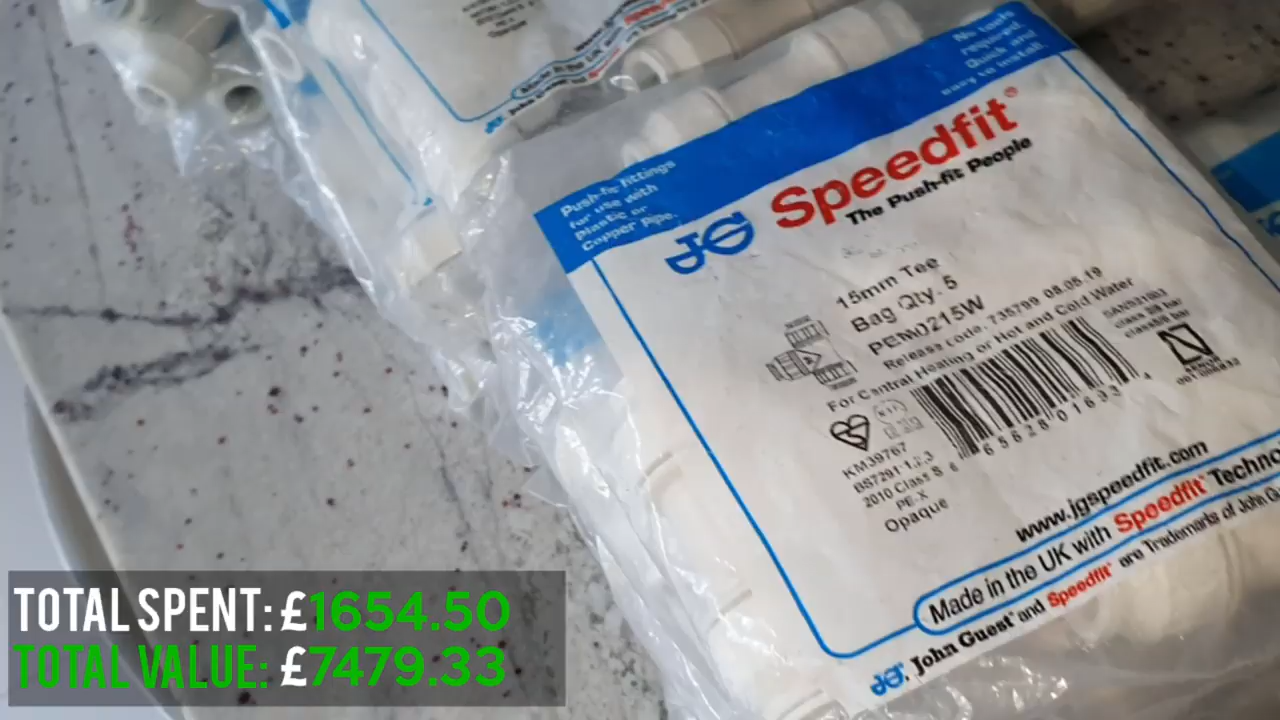 No tools
required.
Quick and
easy to install.
Push-fit fittings
for use with
plastic or
Copper Pipe.
JG Speedfit®
The Push-fit People
15mm Tee
Bag Qty. 5
PEM0215W
Release code. 735799 08.05.19
For Central Heating or Hot and Cold Water
KM39767
BS7291-1,2,3
2010 Class S
PE-X
Opaque
www.jgspeedfit.com
Made in the UK with Speedfit® Techno
JG. John Guest® and Speedfit® are Trademarks of John Gu
TOTAL SPENT: £1654.50
TOTAL VALUE: £7479.33